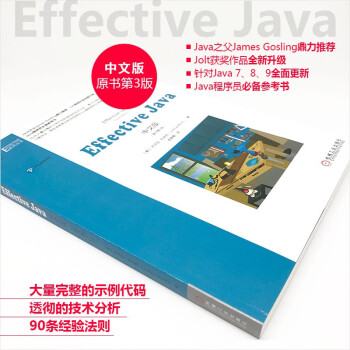 Effective Java
Java之父James Gosling鼎力推荐
Jolt获奖作品全新升级
针对Java 7、8、9全面更新
Java程序员必备参考书
中文版
原书第3版
Effective Java
中文版
Effective Java
大量完整的示例代码
透彻的技术分析
90条经验法则